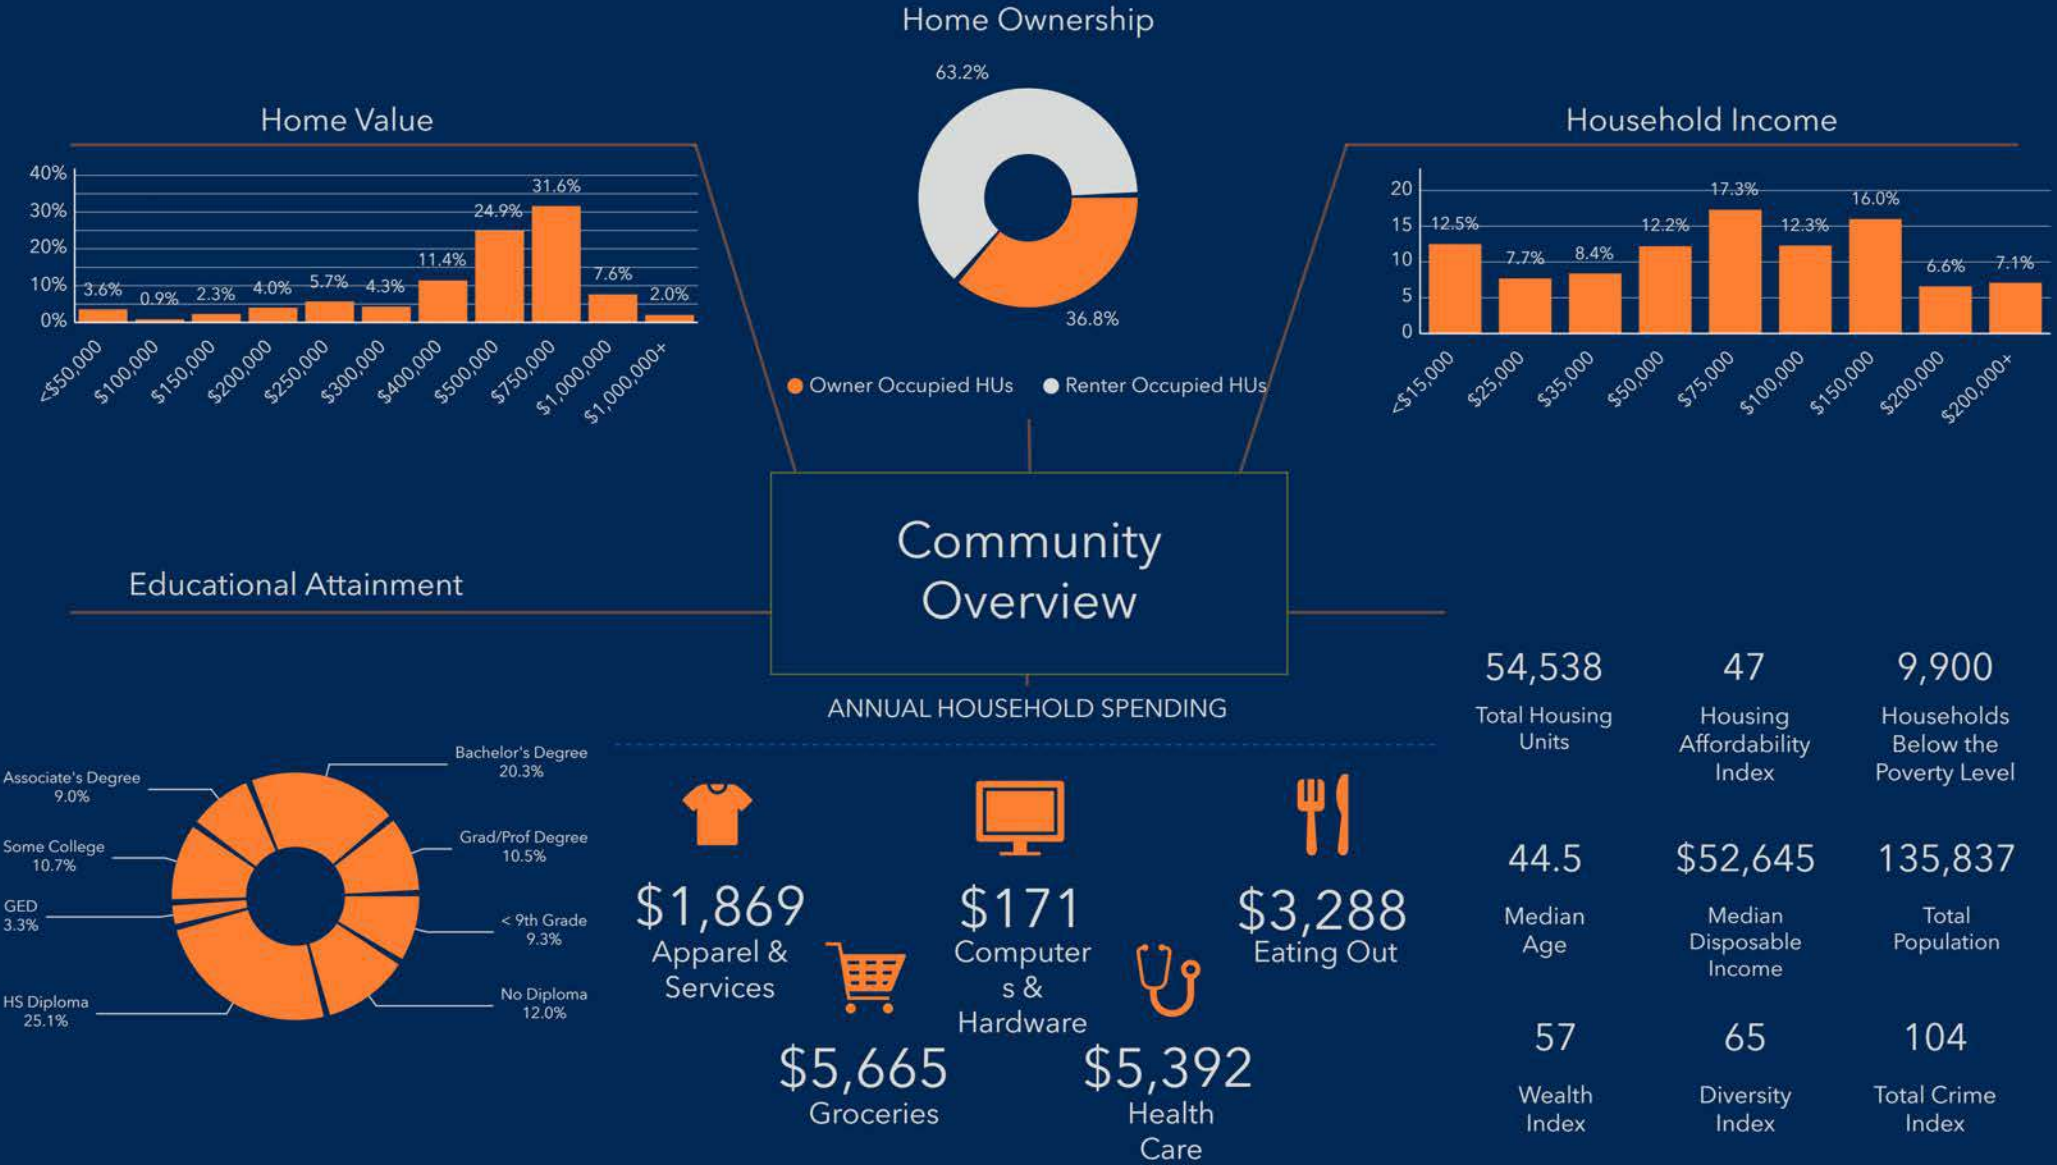 Home Ownership
63.2%
36.8%
Owner Occupied HUs
Renter Occupied HUs
Home Value
40%
30%
20%
10%
0%
3.6%
0.9%
2.3%
4.0%
5.7%
4.3%
11.4%
24.9%
31.6%
7.6%
2.0%
<$50,000
$100,000
$150,000
$200,000
$250,000
$300,000
$400,000
$500,000
$750,000
$1,000,000
$1,000,000+
Household Income
20
15
10
5
0
12.5%
7.7%
8.4%
12.2%
17.3%
12.3%
16.0%
6.6%
7.1%
<$15,000
$25,000
$35,000
$50,000
$75,000
$100,000
$150,000
$200,000
$200,000+
Community
Overview
Educational Attainment
Bachelor's Degree
20.3%
Grad/Prof Degree
10.5%
< 9th Grade
9.3%
No Diploma
12.0%
HS Diploma
25.1%
GED
3.3%
Some College
10.7%
Associate's Degree
9.0%
ANNUAL HOUSEHOLD SPENDING
$1,869
Apparel &
Services
$171
Computer
s &
Hardware
$3,288
Eating Out
$5,665
Groceries
$5,392
Health
Care
54,538
Total Housing
Units
47
Housing
Affordability
Index
9,900
Households
Below the
Poverty Level
44.5
Median
Age
$52,645
Median
Disposable
Income
135,837
Total
Population
57
Wealth
Index
65
Diversity
Index
104
Total Crime
Index